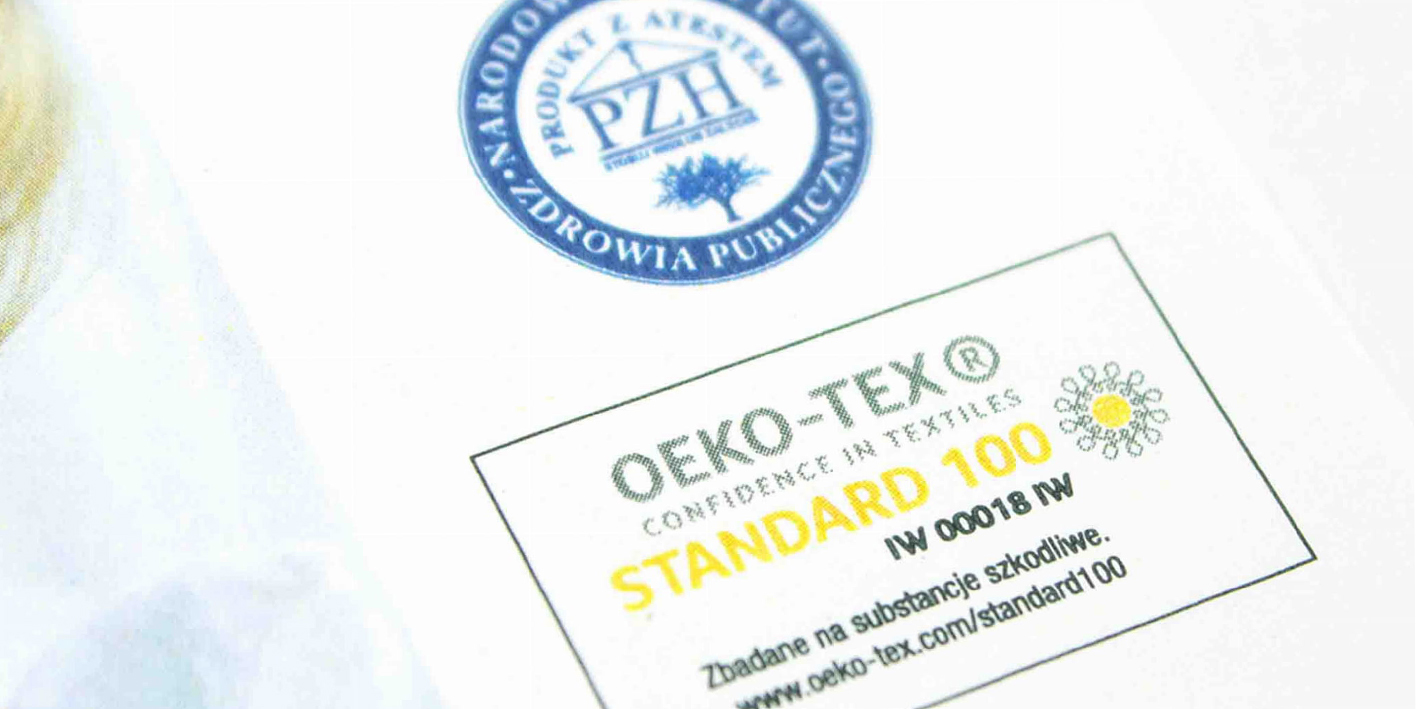 NARODOWY INSTYTUT • ZDROWIA PUBLICZNEGO •
PRODUKT Z ATESTEM
PZH
OEKO-TEX ®
CONFIDENCE IN TEXTILES
STANDARD 100
IW 00018 IW
Zbadane na substancje szkodliwe.
www.oeko-tex.com/standard100